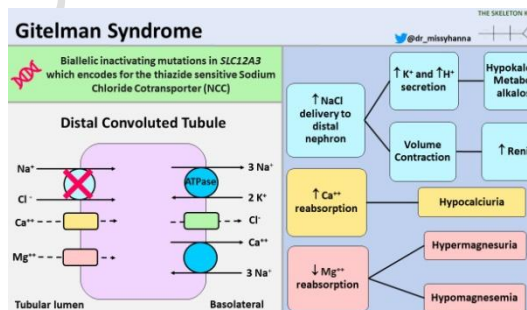 THE SKELETON
Gitelman Syndrome
@dr_missyhanna
Biallelic inactivating mutations in SLC12A3
which encodes for the thiazide sensitive Sodium
Chloride Cotransporter (NCC)
Distal Convoluted Tubule
Na⁺
Cl⁻
Ca⁺⁺
Mg⁺⁺
ATPase
3 Na⁺
2 K⁺
Cl⁻
Ca⁺⁺
3 Na⁺
Tubular lumen
Basolateral
↑NaCl
delivery to
distal
nephron
↑ K⁺ and ↑H⁺
secretion
Volume
Contraction
↑ Reni
↑ Ca⁺⁺
reabsorption
Hypocalciuria
↓ Mg⁺⁺
reabsorption
Hypermagnesuria
Hypomagnesemia